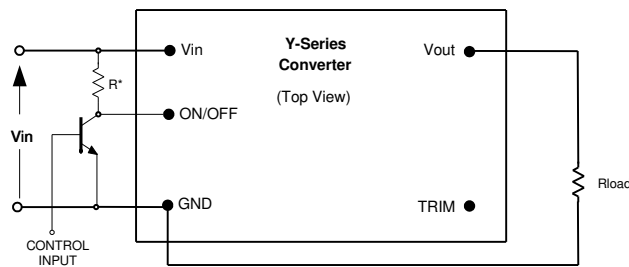 Y-Series
Converter
(Top View)
Vin
Vout
R*
ON/OFF
Vin
Rload
GND
TRIM
CONTROL
INPUT